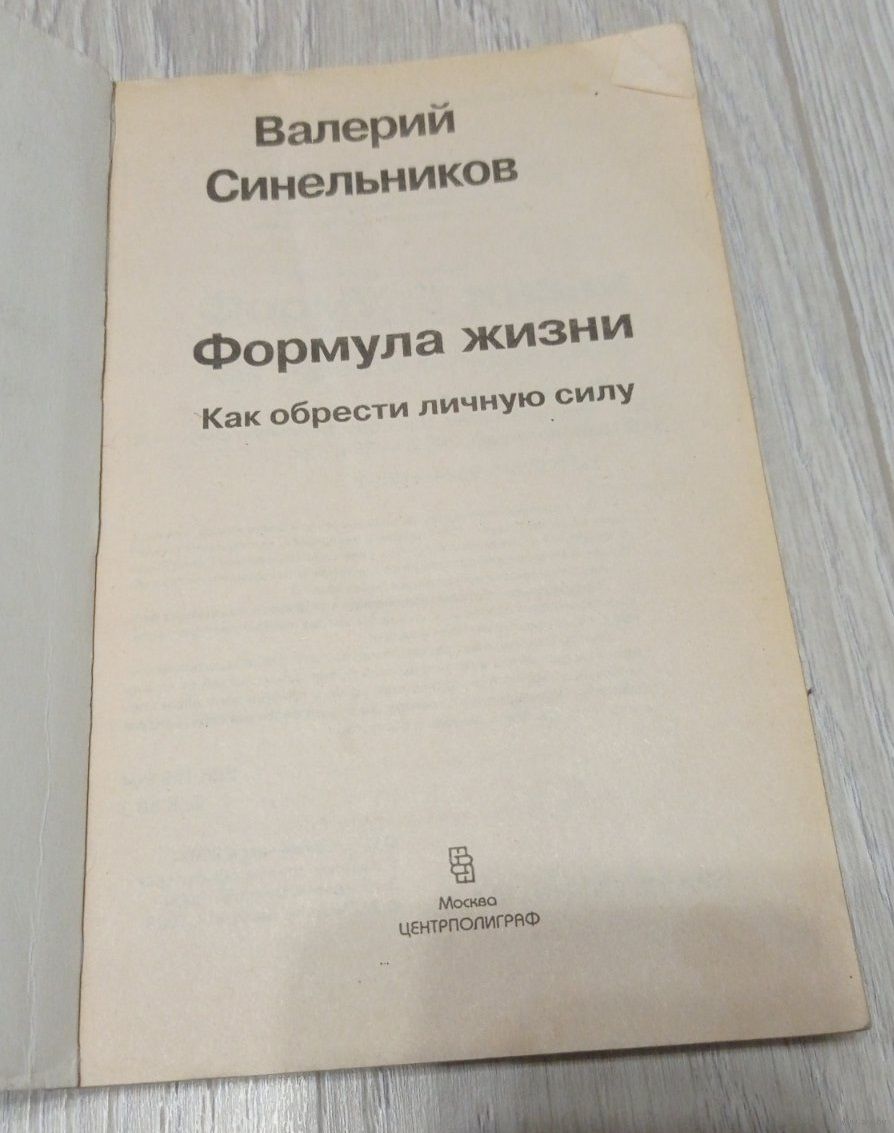 Валерий
Синельников
Формула жизни
Как обрести личную силу
Москва
ЦЕНТРПОЛИГРАФ